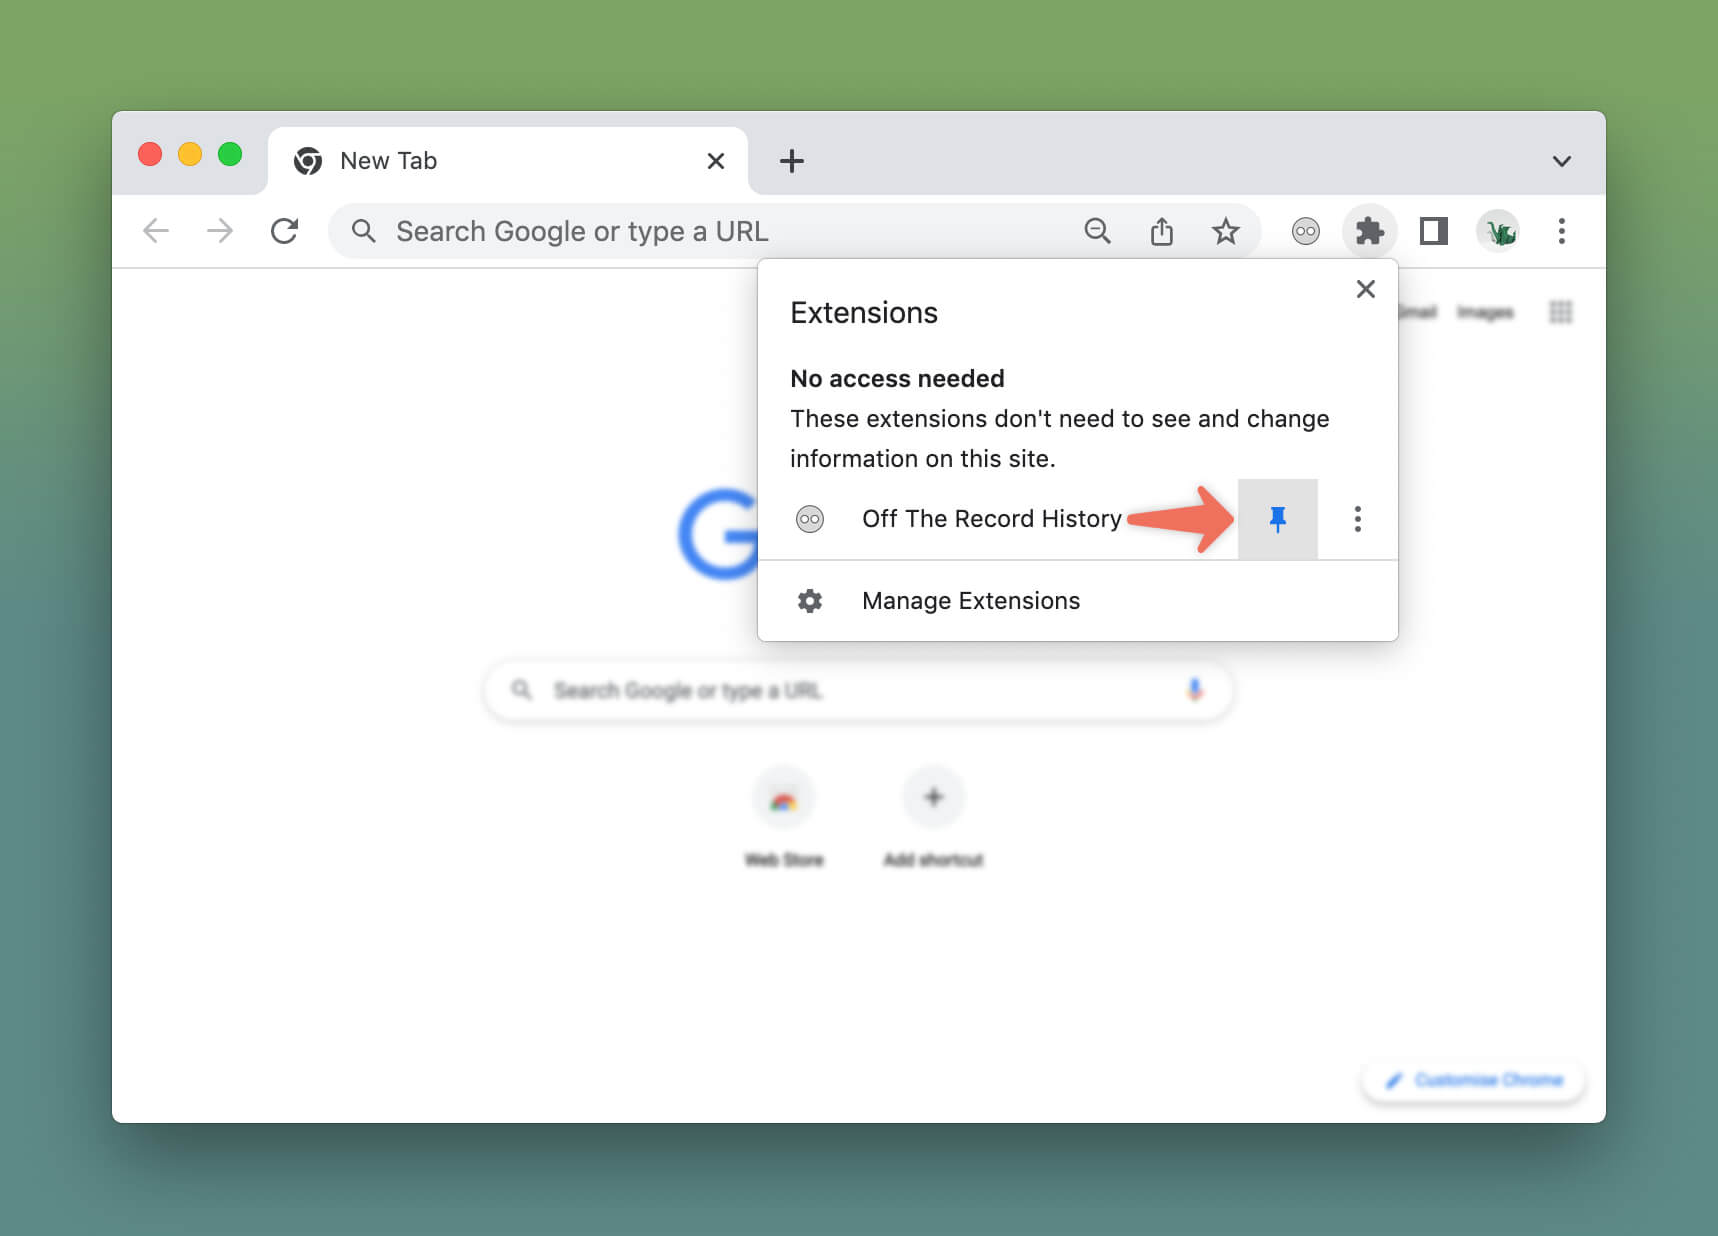 New Tab
Search Google or type a URL
Extensions
Gmail Images
No access needed
These extensions don't need to see and change
information on this site.
Off The Record History
Manage Extensions
Search Google or type a URL
Web Store Add shortcut
Customise Chrome